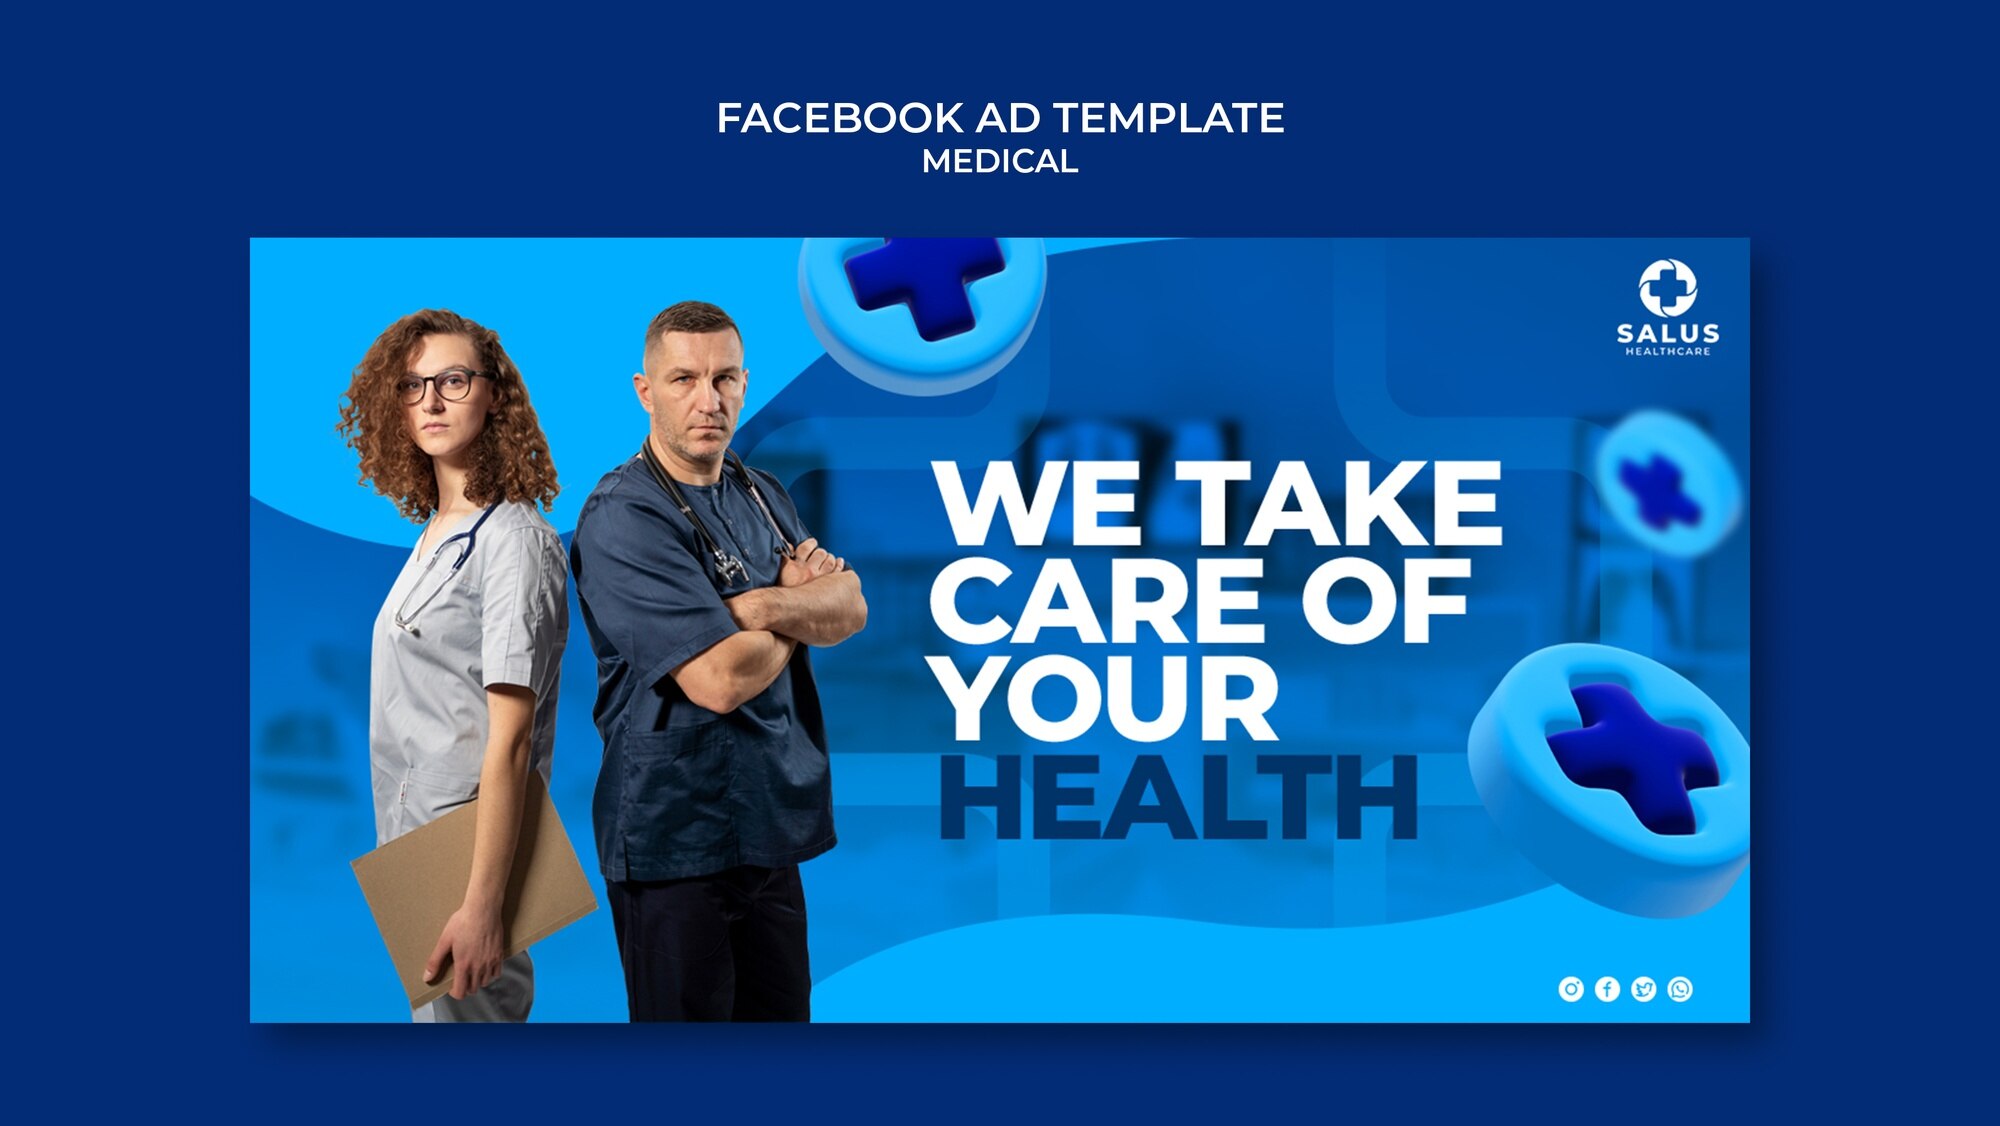 FACEBOOK AD TEMPLATE
MEDICAL
SALUS
HEALTHCARE
WE TAKE
CARE OF
YOUR
HEALTH